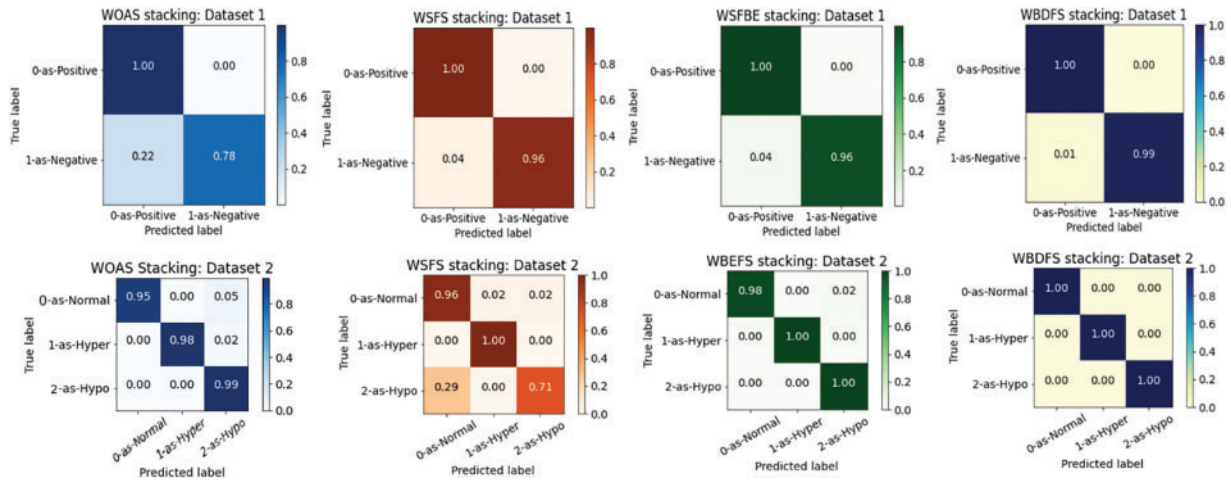 WOAS stacking: Dataset 1
0-as-Positive
1-as-Negative
True label
1.00 0.00
0.22 0.78
0-as-Positive 1-as-Negative
Predicted label
0.8
0.6
0.4
0.2
WSFS stacking: Dataset 1
0-as-Positive
1-as-Negative
True label
1.00 0.00
0.04 0.96
0-as-Positive 1-as-Negative
Predicted label
0.8
0.6
0.4
0.2
WSFBE stacking: Dataset 1
0-as-Positive
1-as-Negative
True label
1.00 0.00
0.04 0.96
0-as-Positive 1-as-Negative
Predicted label
0.8
0.6
0.4
0.2
WBDFS stacking: Dataset 1
0-as-Positive
1-as-Negative
True label
1.00 0.00
0.01 0.99
0-as-Positive 1-as-Negative
Predicted label
1.0
0.8
0.6
0.4
0.2
0.0
WOAS Stacking: Dataset 2
0-as-Normal
1-as-Hyper
2-as-Hypo
True label
0.95 0.00 0.05
0.00 0.98 0.02
0.00 0.00 0.99
0-as-Normal 1-as-Hyper 2-as-Hypo
Predicted label
0.8
0.6
0.4
0.2
0.0
WSFS stacking: Dataset 2
0-as-Normal
1-as-Hyper
2-as-Hypo
True label
0.96 0.02 0.02
0.00 1.00 0.00
0.29 0.00 0.71
0-as-Normal 1-as-Hyper 2-as-Hypo
Predicted label
1.0
0.8
0.6
0.4
0.2
0.0
WBEFS stacking: Dataset 2
0-as-Normal
1-as-Hyper
2-as-Hypo
True label
0.98 0.00 0.02
0.00 1.00 0.00
0.00 0.00 1.00
0-as-Normal 1-as-Hyper 2-as-Hypo
Predicted label
1.0
0.8
0.6
0.4
0.2
0.0
WBDFS stacking: Dataset 2
0-as-Normal
1-as-Hyper
2-as-Hypo
True label
1.00 0.00 0.00
0.00 1.00 0.00
0.00 0.00 1.00
0-as-Normal 1-as-Hyper 2-as-Hypo
Predicted label
1.0
0.8
0.6
0.4
0.2
0.0